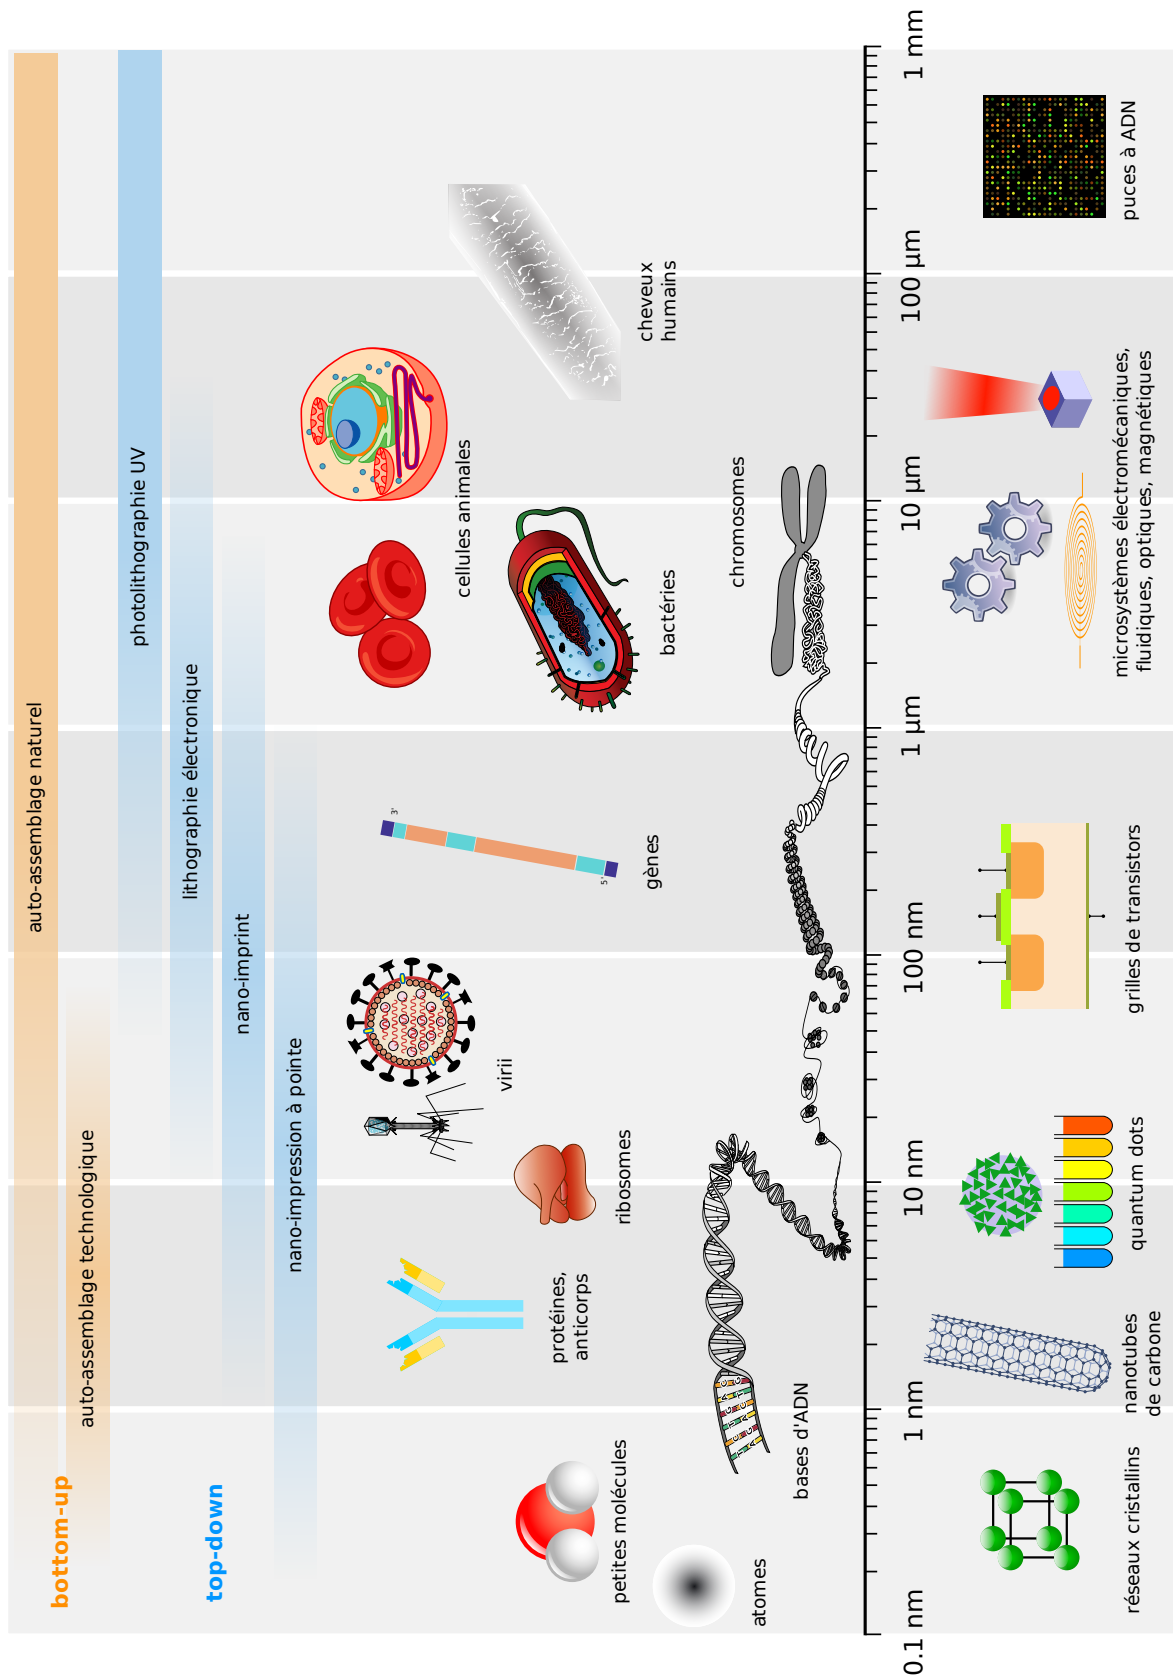 bottom-up
auto-assemblage naturel
auto-assemblage technologique
top-down
photolithographie UV
lithographie électronique
nano-imprint
nano-impression à pointe
cellules animales
virii
gènes
3'
5'
protéines,
anticorps
ribosomes
petites molécules
bactéries
cheveux
humains
atomes
chromosomes
bases d'ADN
0.1 nm
1 nm
10 nm
100 nm
1 µm
10 µm
100 µm
1 mm
réseaux cristallins
nanotubes
de carbone
quantum dots
grilles de transistors
microsystèmes électromécaniques,
fluidiques, optiques, magnétiques
puces à ADN